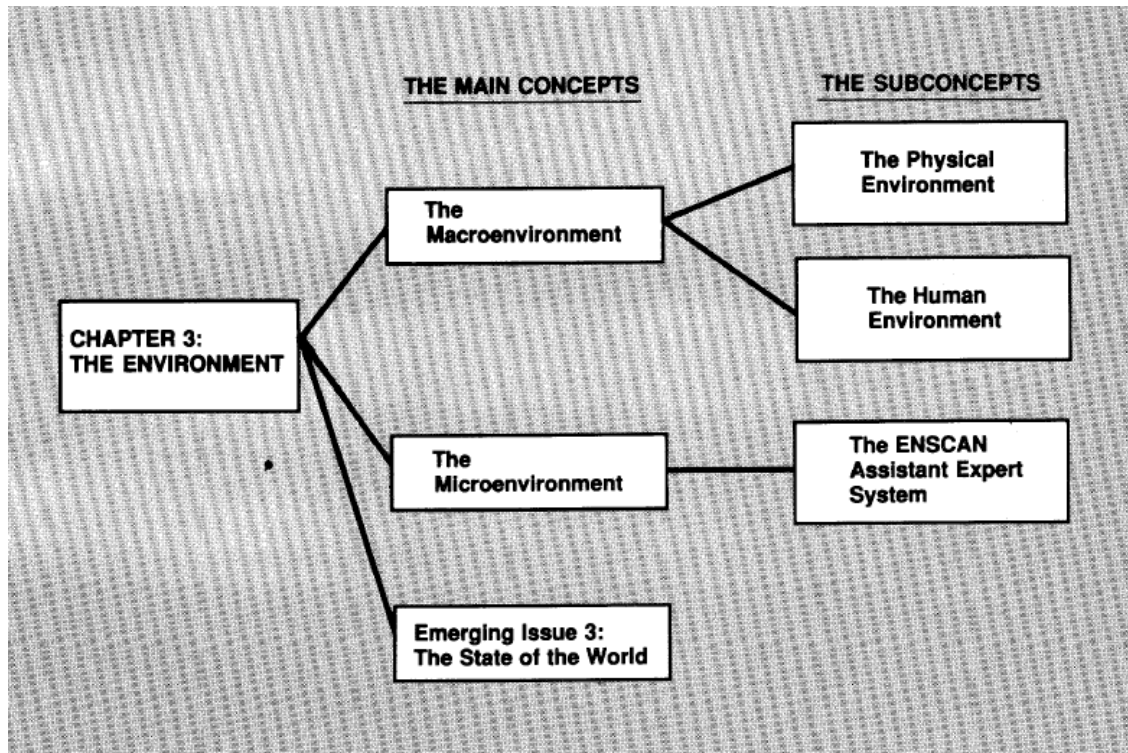 THE MAIN CONCEPTS
THE SUBCONCEPTS
CHAPTER 3:
THE ENVIRONMENT
The
Macroenvironment
The Physical
Environment
The Human
Environment
The
Microenvironment
The ENSCAN
Assistant Expert
System
Emerging Issue 3:
The State of the World